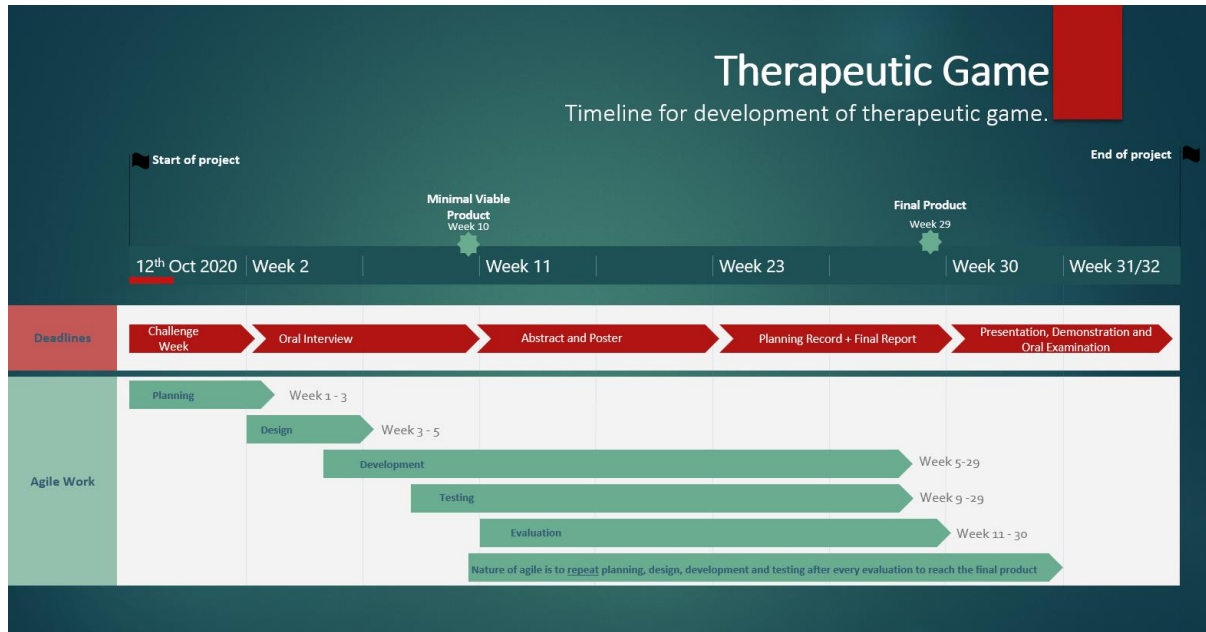 Therapeutic Game
Timeline for development of therapeutic game.
Start of project
End of project
Minimal Viable
Product
Week 10
Final Product
Week 29
12th Oct 2020
Week 2
Week 11
Week 23
Week 30
Week 31/32
Deadlines
Challenge
Week
Oral Interview
Abstract and Poster
Planning Record + Final Report
Presentation, Demonstration and
Oral Examination
Agile Work
Planning
Week 1 - 3
Design
Week 3 - 5
Development
Week 5-29
Testing
Week 9 -29
Evaluation
Week 11 - 30
Nature of agile is to repeat planning, design, development and testing after every evaluation to reach the final product